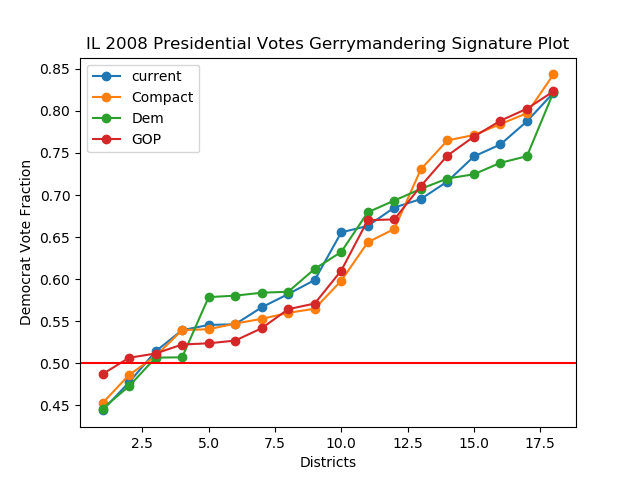 IL 2008 Presidential Votes Gerrymandering Signature Plot
current
Compact
Dem
GOP
0.85
0.80
0.75
0.70
0.65
0.60
0.55
0.50
0.45
Democrat Vote Fraction
2.5
5.0
7.5
10.0
12.5
15.0
17.5
Districts